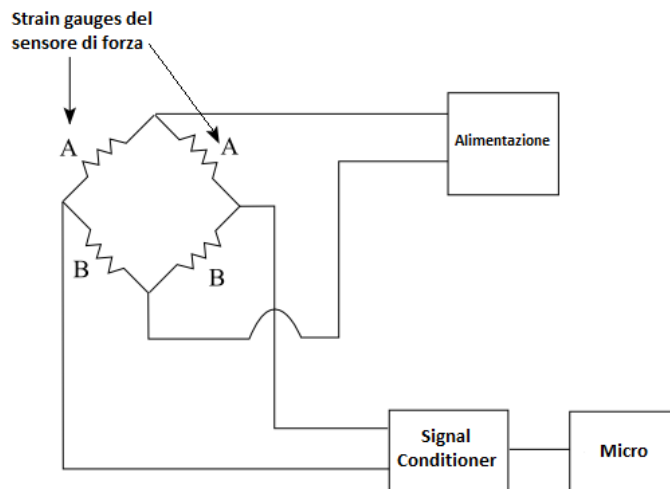 Strain gauges del
sensore di forza
A
A
Alimentazione
B
B
Signal
Conditioner
Micro